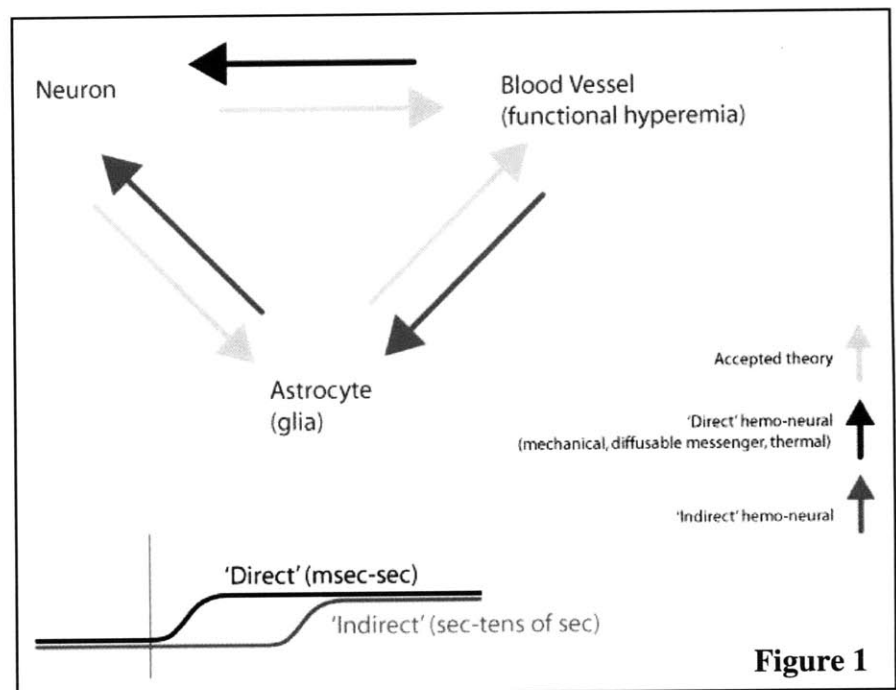 Neuron
Blood Vessel
(functional hyperemia)
Astrocyte
(glia)
Accepted theory
'Direct' hemo-neural
(mechanical, diffusable messenger, thermal)
'Indirect' hemo-neural
'Direct' (msec-sec)
'Indirect' (sec-tens of sec)
Figure 1